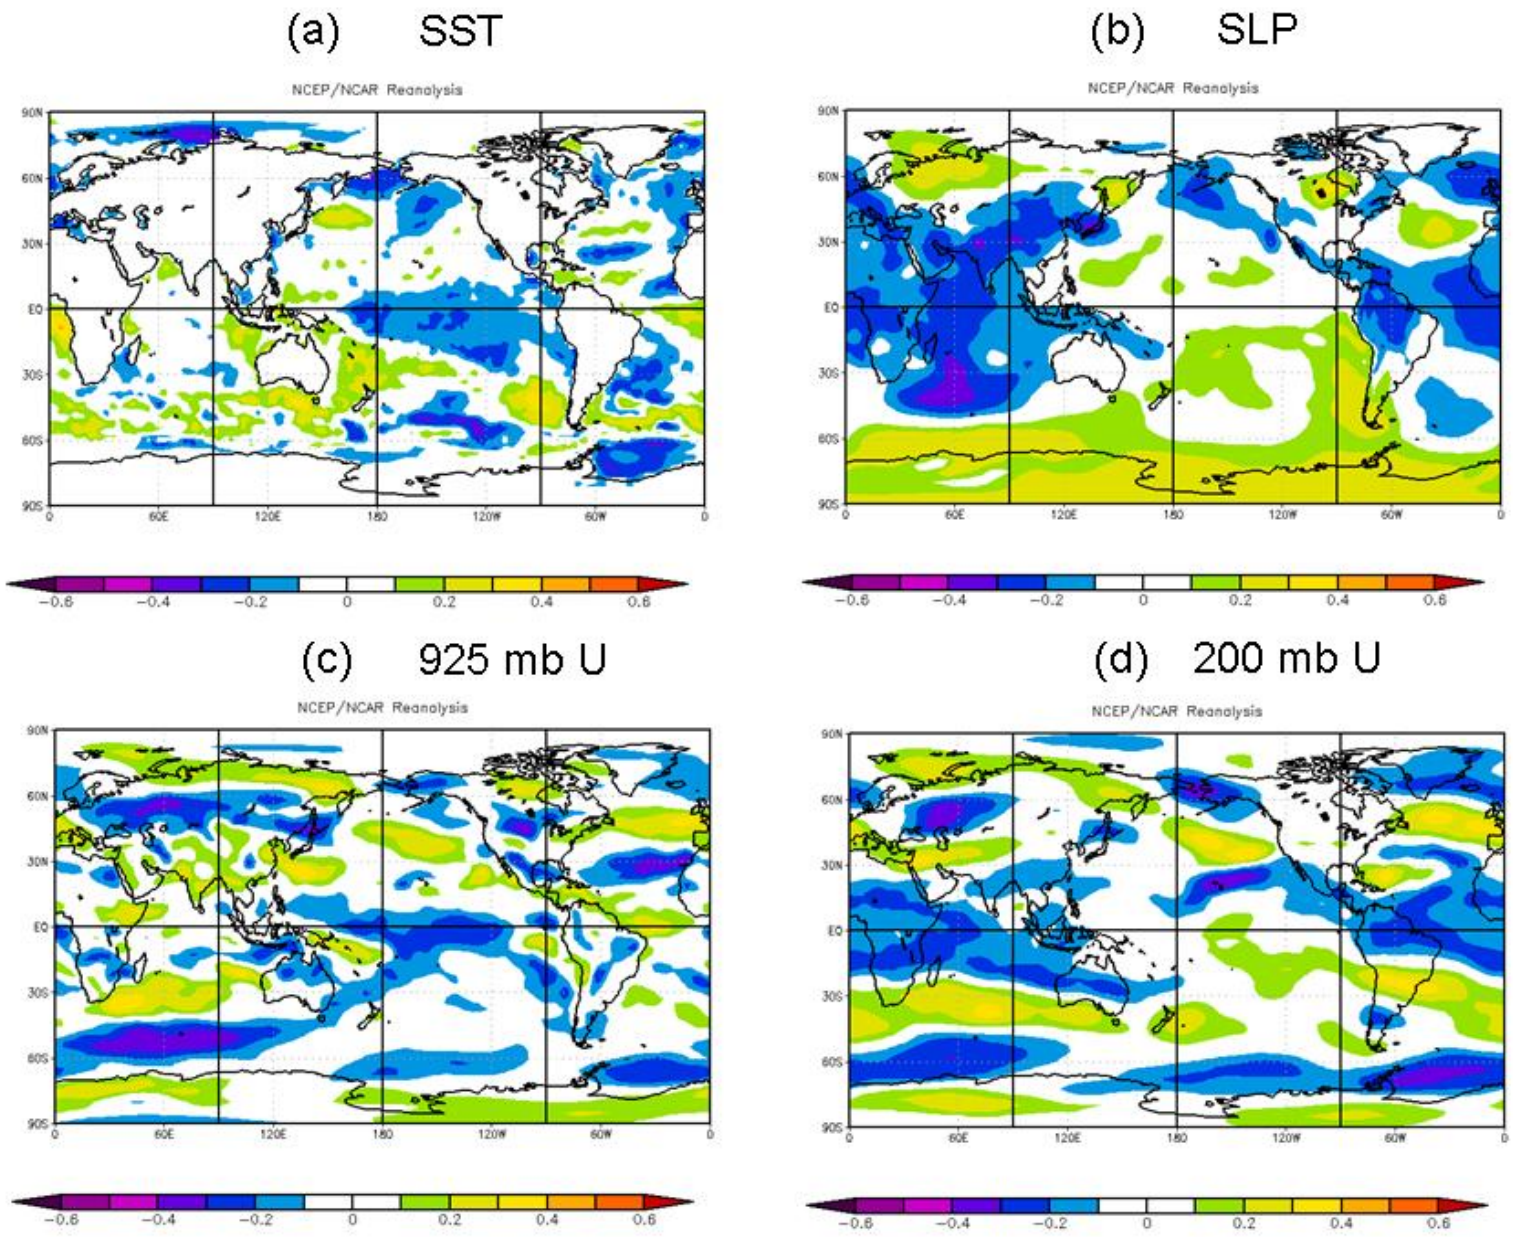 (a) SST
NCEP/NCAR Reanalysis
90N
60N
30N
EQ
30S
60S
90S
0 60E 120E 180 120W 60W 0
-0.6 -0.4 -0.2 0 0.2 0.4 0.6
(b) SLP
NCEP/NCAR Reanalysis
90N
60N
30N
EQ
30S
60S
90S
0 60E 120E 180 120W 60W 0
-0.6 -0.4 -0.2 0 0.2 0.4 0.6
(c) 925 mb U
NCEP/NCAR Reanalysis
90N
60N
30N
EQ
30S
60S
90S
0 60E 120E 180 120W 60W 0
-0.6 -0.4 -0.2 0 0.2 0.4 0.6
(d) 200 mb U
NCEP/NCAR Reanalysis
90N
60N
30N
EQ
30S
60S
90S
0 60E 120E 180 120W 60W 0
-0.6 -0.4 -0.2 0 0.2 0.4 0.6